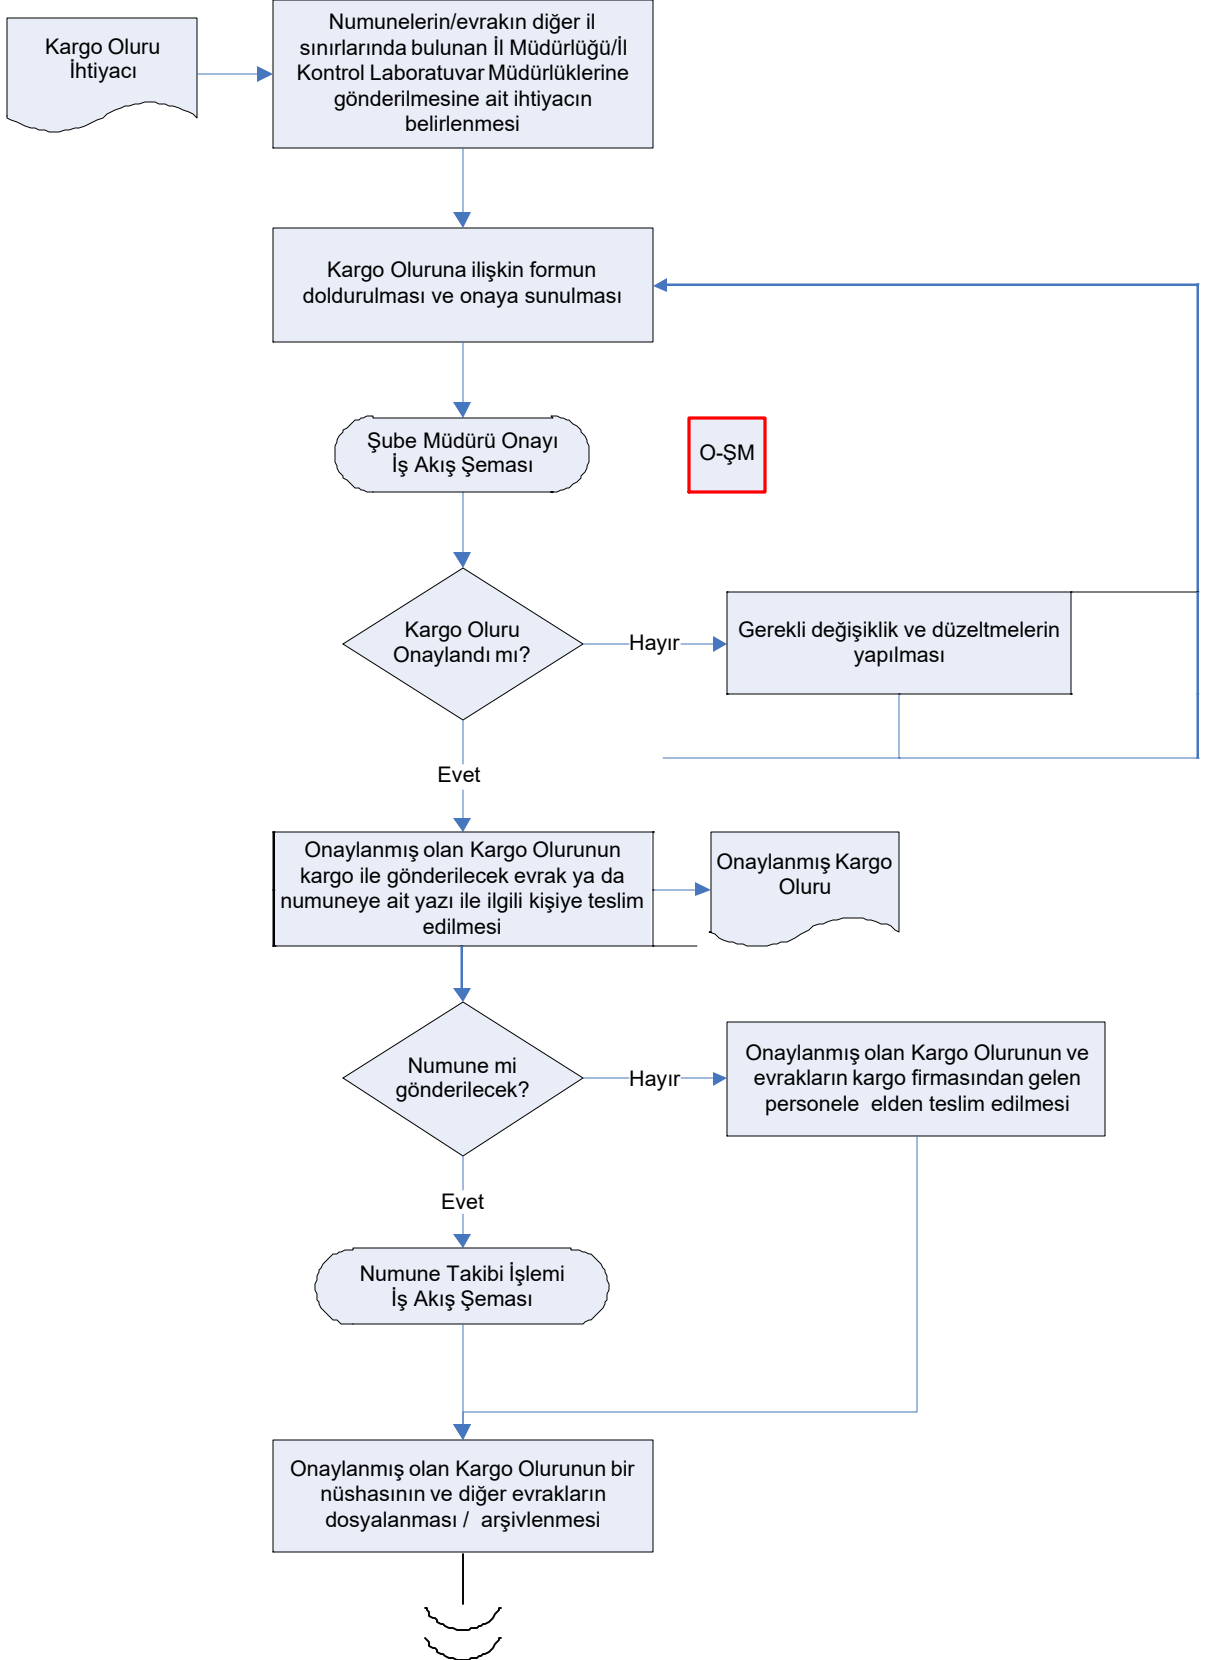 Kargo Oluru
İhtiyacı
Numunelerin/evrakın diğer il
sınırlarında bulunan İl Müdürlüğü/İl
Kontrol Laboratuvar Müdürlüklerine
gönderilmesine ait ihtiyacın
belirlenmesi
Kargo Oluruna ilişkin formun
doldurulması ve onaya sunulması
Şube Müdürü Onayı
İş Akış Şeması
O-ŞM
Kargo Oluru
Onaylandı mı?
Hayır
Gerekli değişiklik ve düzeltmelerin
yapılması
Evet
Onaylanmış olan Kargo Olurunun
kargo ile gönderilecek evrak ya da
numuneye ait yazı ile ilgili kişiye teslim
edilmesi
Onaylanmış Kargo
Oluru
Numune mi
gönderilecek?
Hayır
Onaylanmış olan Kargo Olurunun ve
evrakların kargo firmasından gelen
personele elden teslim edilmesi
Evet
Numune Takibi İşlemi
İş Akış Şeması
Onaylanmış olan Kargo Olurunun bir
nüshasının ve diğer evrakların
dosyalanması / arşivlenmesi